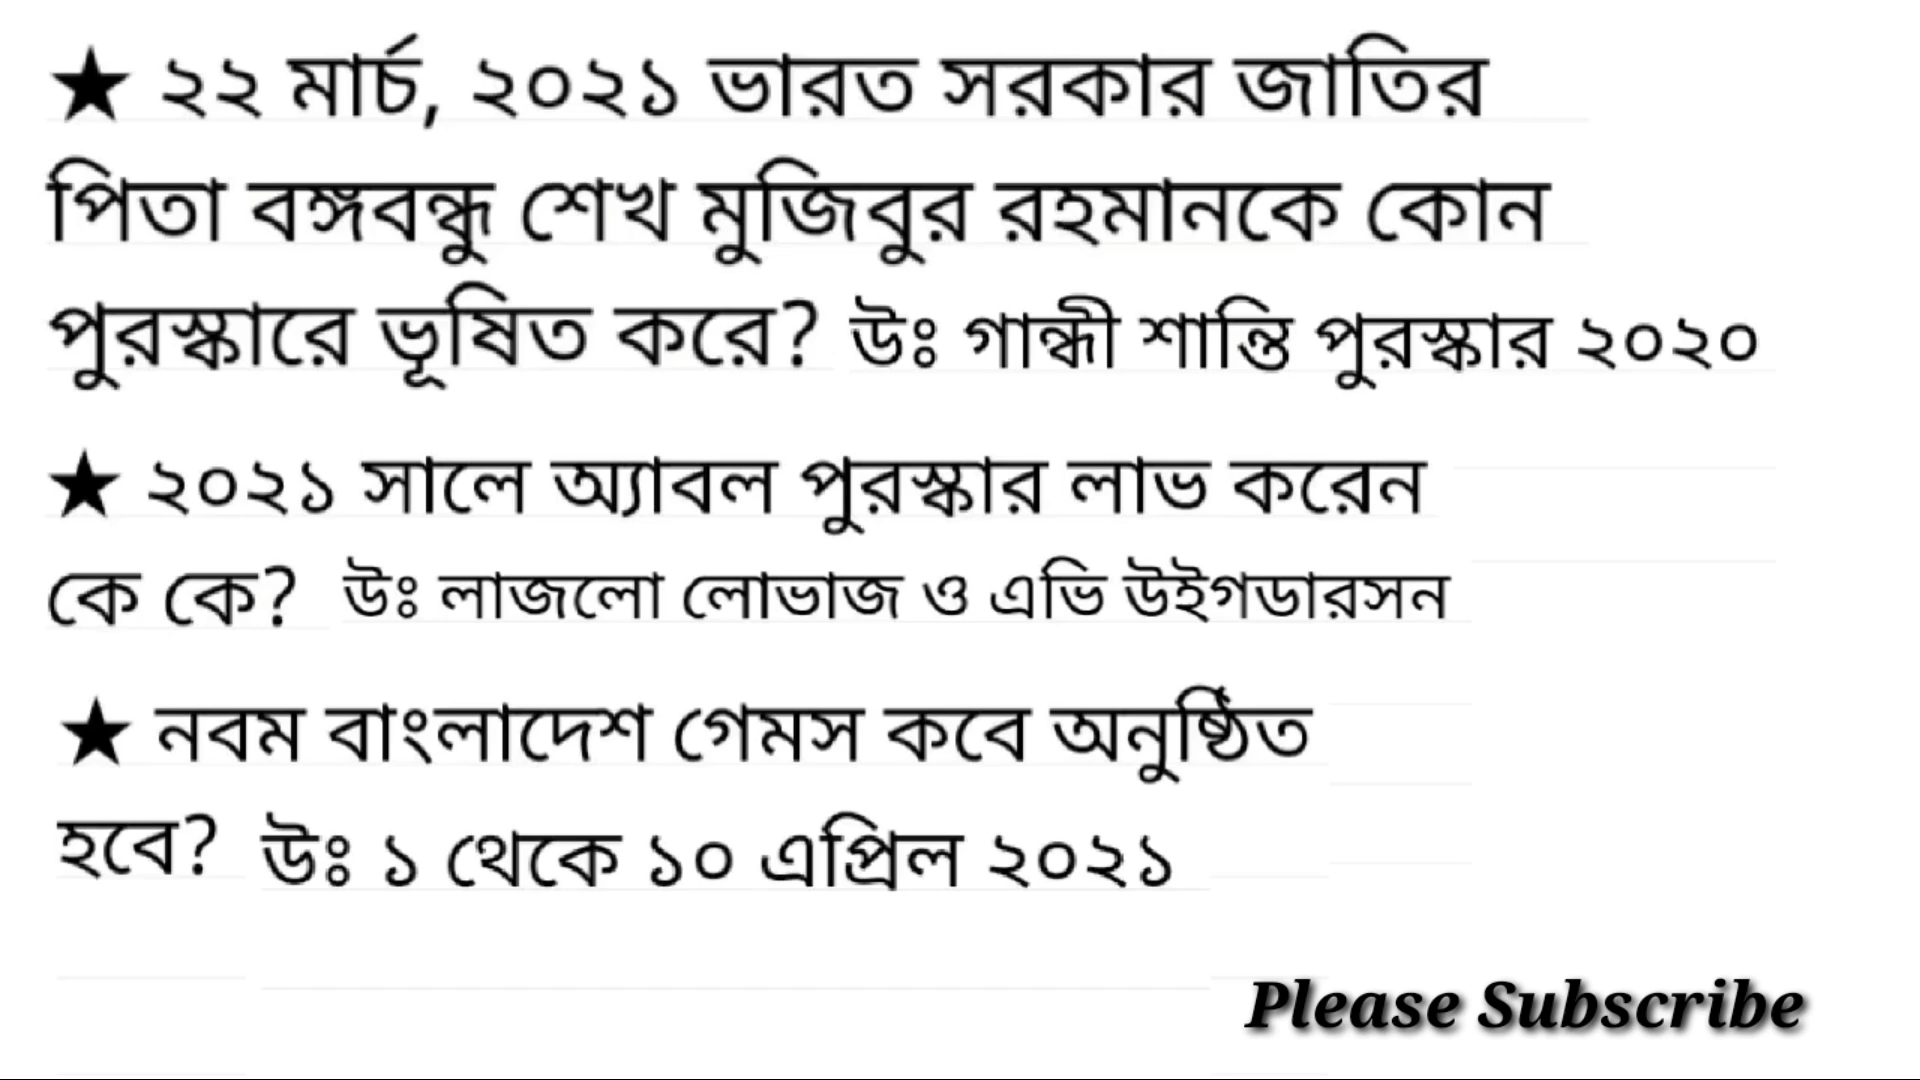 ★ ২২ মার্চ, ২০২১ ভারত সরকার জাতির
পিতা বঙ্গবন্ধু শেখ মুজিবুর রহমানকে কোন
পুরস্কারে ভূষিত করে? উঃ গান্ধী শান্তি পুরস্কার ২০২০
★ ২০২১ সালে অ্যাবল পুরস্কার লাভ করেন
কে কে? উঃ লাজলো লোভাজ ও এভি উইগডারসন
★ নবম বাংলাদেশ গেমস কবে অনুষ্ঠিত
হবে? উঃ ১ থেকে ১০ এপ্রিল ২০২১
Please Subscribe